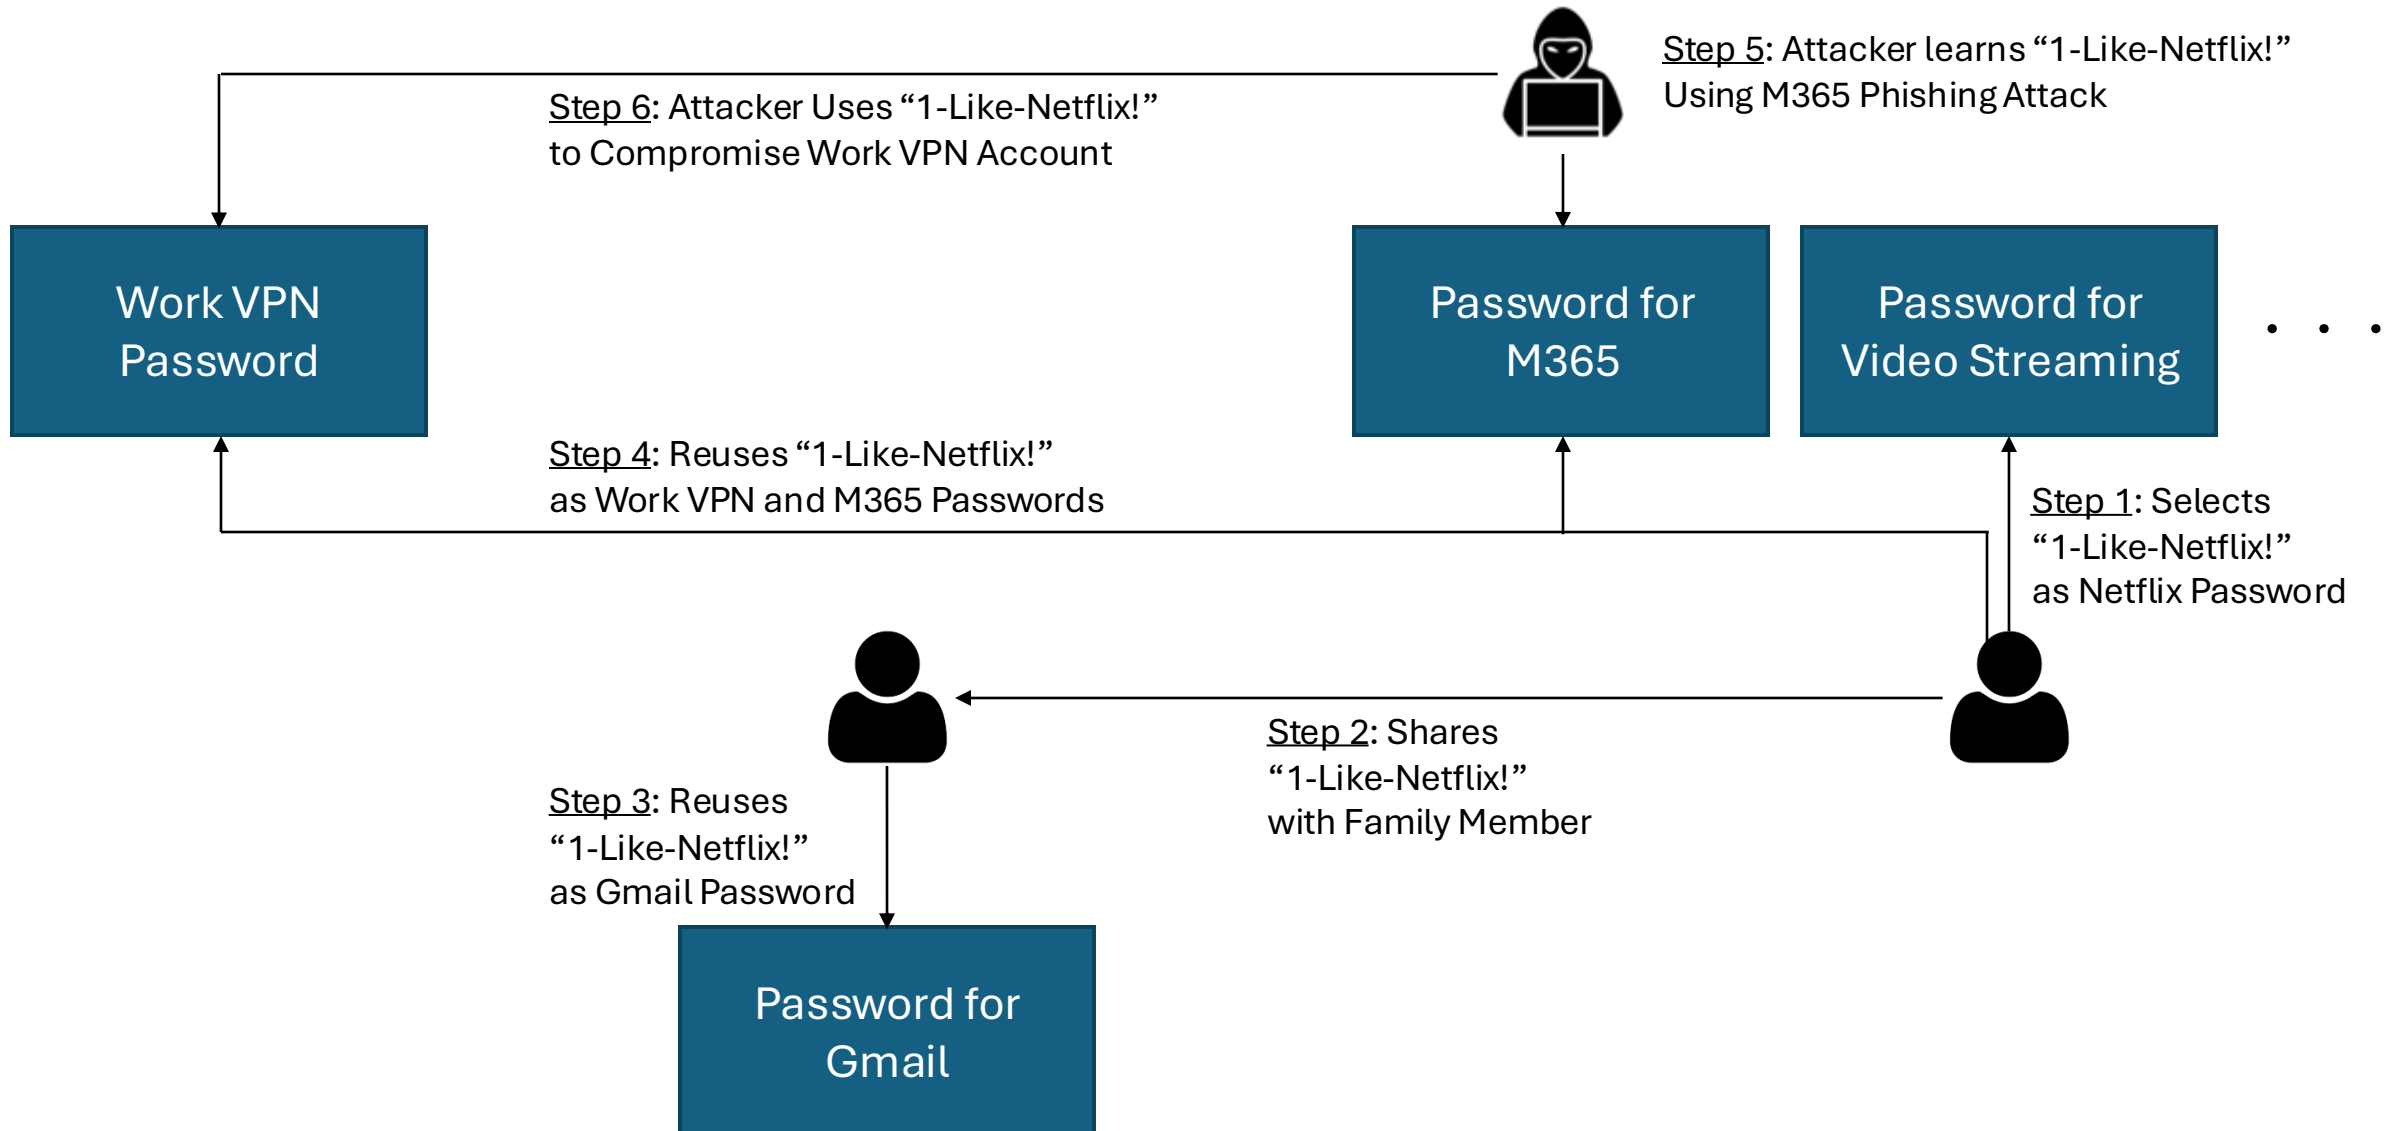 Step 5: Attacker learns “1-Like-Netflix!”
Using M365 Phishing Attack
Step 6: Attacker Uses “1-Like-Netflix!”
to Compromise Work VPN Account
Work VPN
Password
Password for
M365
Password for
Video Streaming
. . .
Step 4: Reuses “1-Like-Netflix!”
as Work VPN and M365 Passwords
Step 1: Selects
“1-Like-Netflix!”
as Netflix Password
Step 2: Shares
“1-Like-Netflix!”
with Family Member
Step 3: Reuses
“1-Like-Netflix!”
as Gmail Password
Password for
Gmail